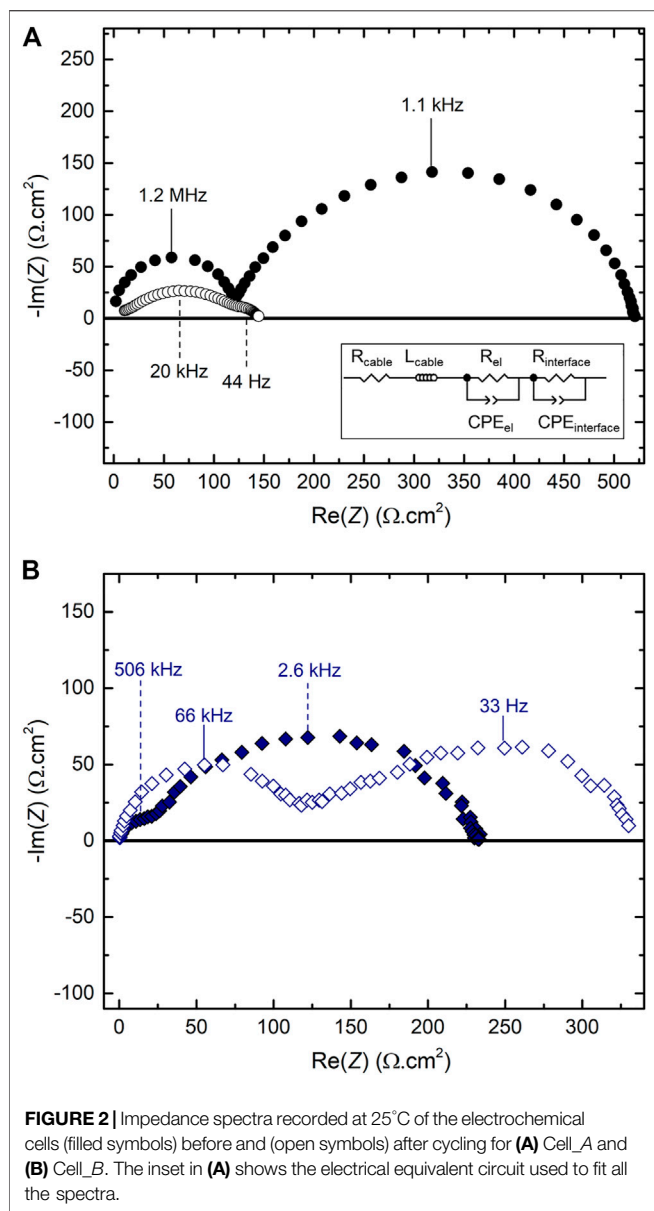 A
250
200
150
100
50
0
-50
-100
-Im(Z) (Ω.cm²)
1.1 kHz
1.2 MHz
20 kHz
44 Hz
R_cable L_cable R_el R_interface
CPE_el CPE_interface
0 50 100 150 200 250 300 350 400 450 500
Re(Z) (Ω.cm²)
B
150
100
50
0
-50
-100
-Im(Z) (Ω.cm²)
506 kHz
66 kHz
2.6 kHz
33 Hz
0 50 100 150 200 250 300
Re(Z) (Ω.cm²)
FIGURE 2 | Impedance spectra recorded at 25°C of the electrochemical
cells (filled symbols) before and (open symbols) after cycling for (A) Cell_A and
(B) Cell_B. The inset in (A) shows the electrical equivalent circuit used to fit all
the spectra.